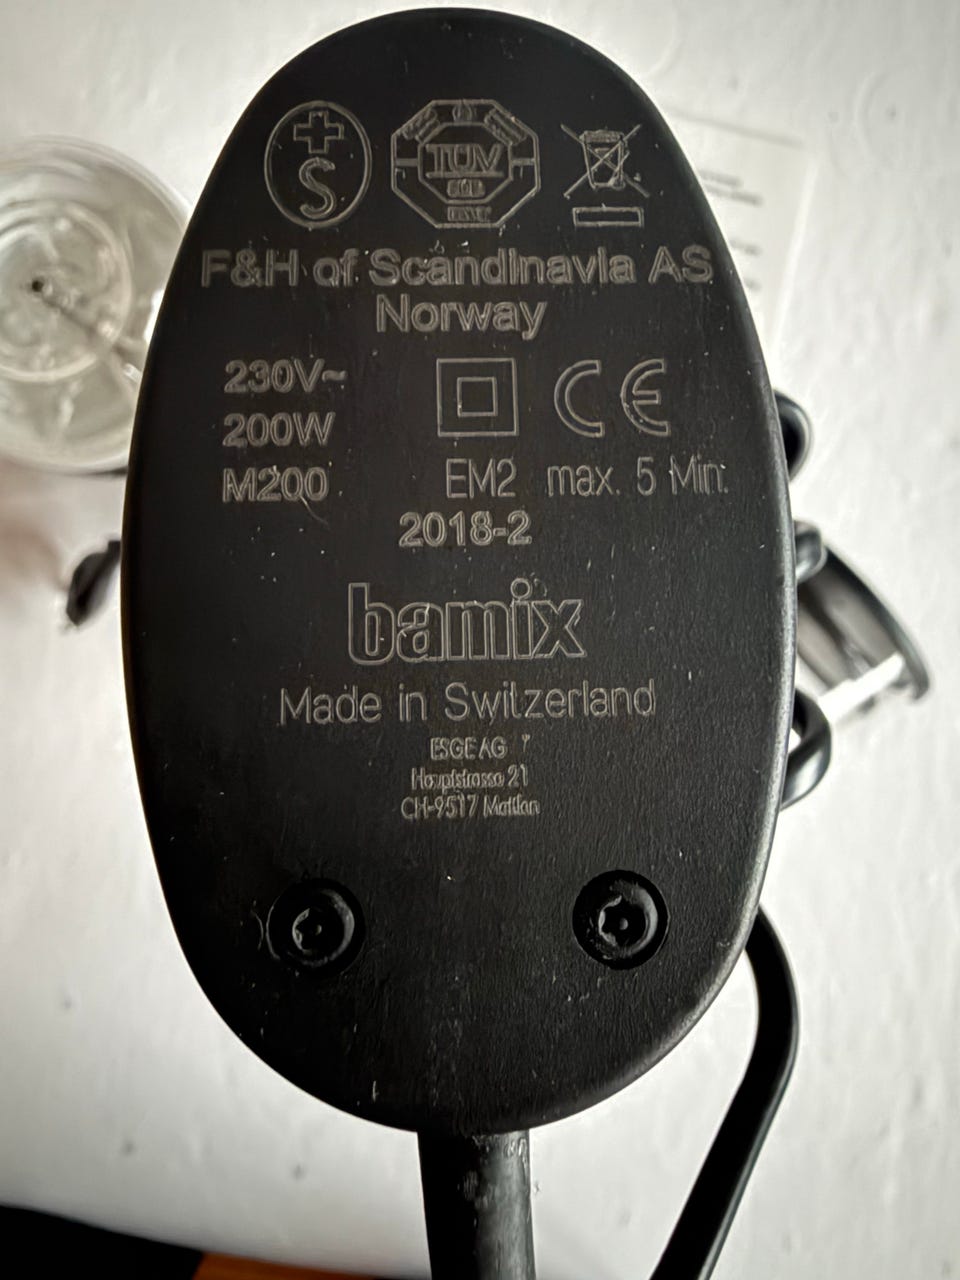 S
TÜV
F&H of Scandinavia AS
Norway
230V~
200W
CE
M200
EM2 max. 5 Min.
2018-2
bamix
Made in Switzerland
ESGE AG
Hauptstrasse 21
CH-9517 Mettlen